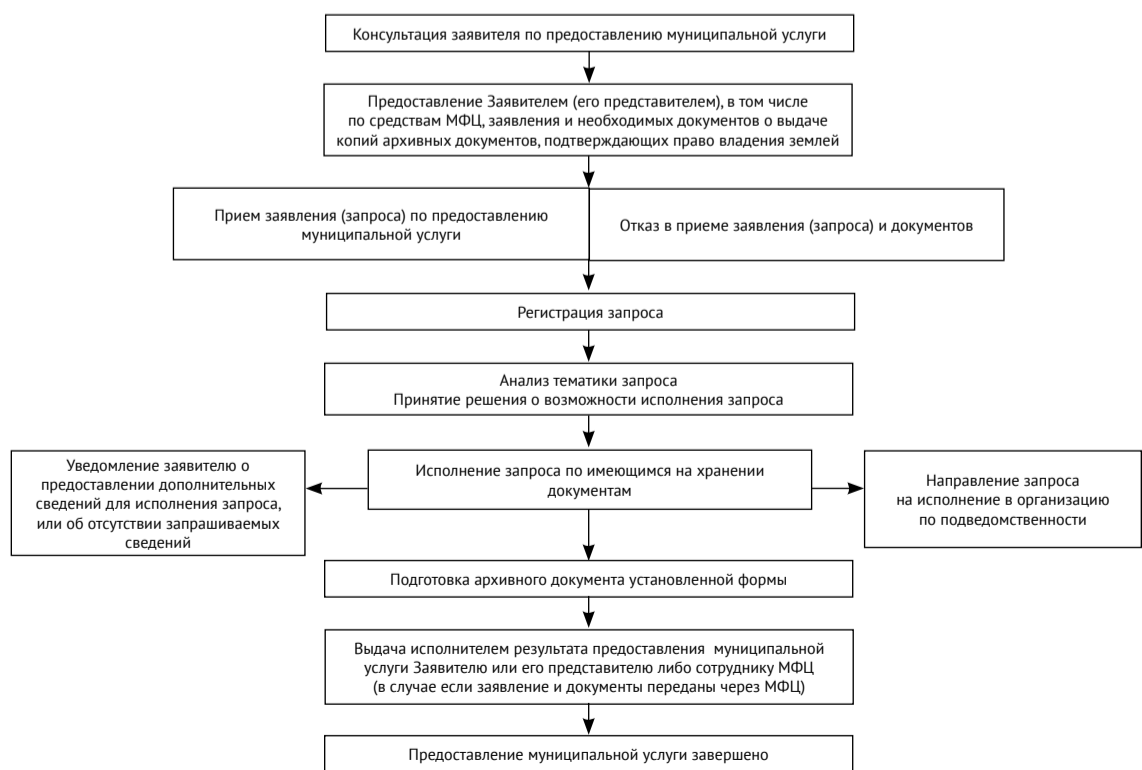 Консультация заявителя по предоставлению муниципальной услуги
Предоставление Заявителем (его представителем), в том числе
по средствам МФЦ, заявления и необходимых документов о выдаче
копий архивных документов, подтверждающих право владения землей
Прием заявления (запроса) по предоставлению
муниципальной услуги
Отказ в приеме заявления (запроса) и документов
Регистрация запроса
Анализ тематики запроса
Принятие решения о возможности исполнения запроса
Уведомление заявителю о
предоставлении дополнительных
сведений для исполнения запроса,
или об отсутствии запрашиваемых
сведений
Исполнение запроса по имеющимся на хранении
документам
Направление запроса
на исполнение в организацию
по подведомственности
Подготовка архивного документа установленной формы
Выдача исполнителем результата предоставления муниципальной
услуги Заявителю или его представителю либо сотруднику МФЦ
(в случае если заявление и документы переданы через МФЦ)
Предоставление муниципальной услуги завершено